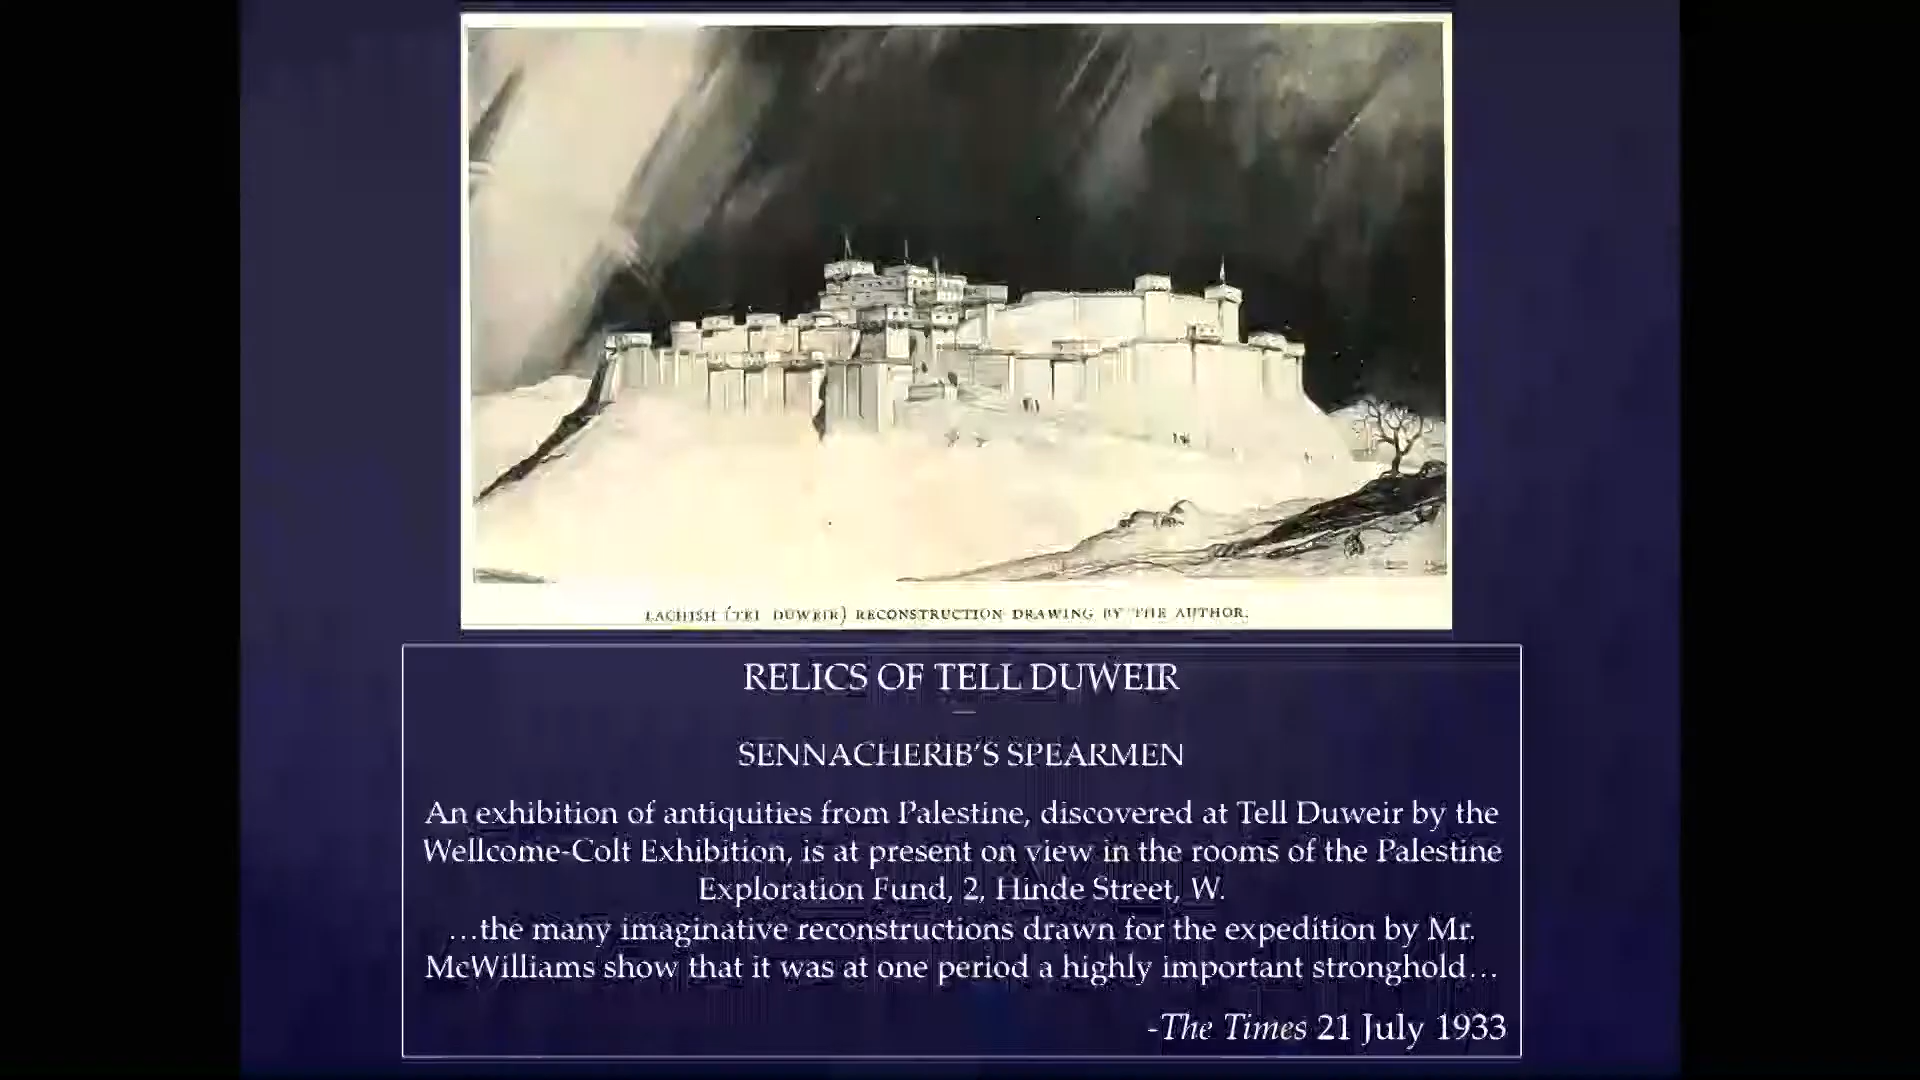 LACHISH (TEL DUWEIR) RECONSTRUCTION DRAWING BY THE AUTHOR.
RELICS OF TELL DUWEIR
—
SENNACHERIB'S SPEARMEN
An exhibition of antiquities from Palestine, discovered at Tell Duweir by the
Wellcome-Colt Exhibition, is at present on view in the rooms of the Palestine
Exploration Fund, 2, Hinde Street, W.
…the many imaginative reconstructions drawn for the expedition by Mr.
McWilliams show that it was at one period a highly important stronghold…
-The Times 21 July 1933